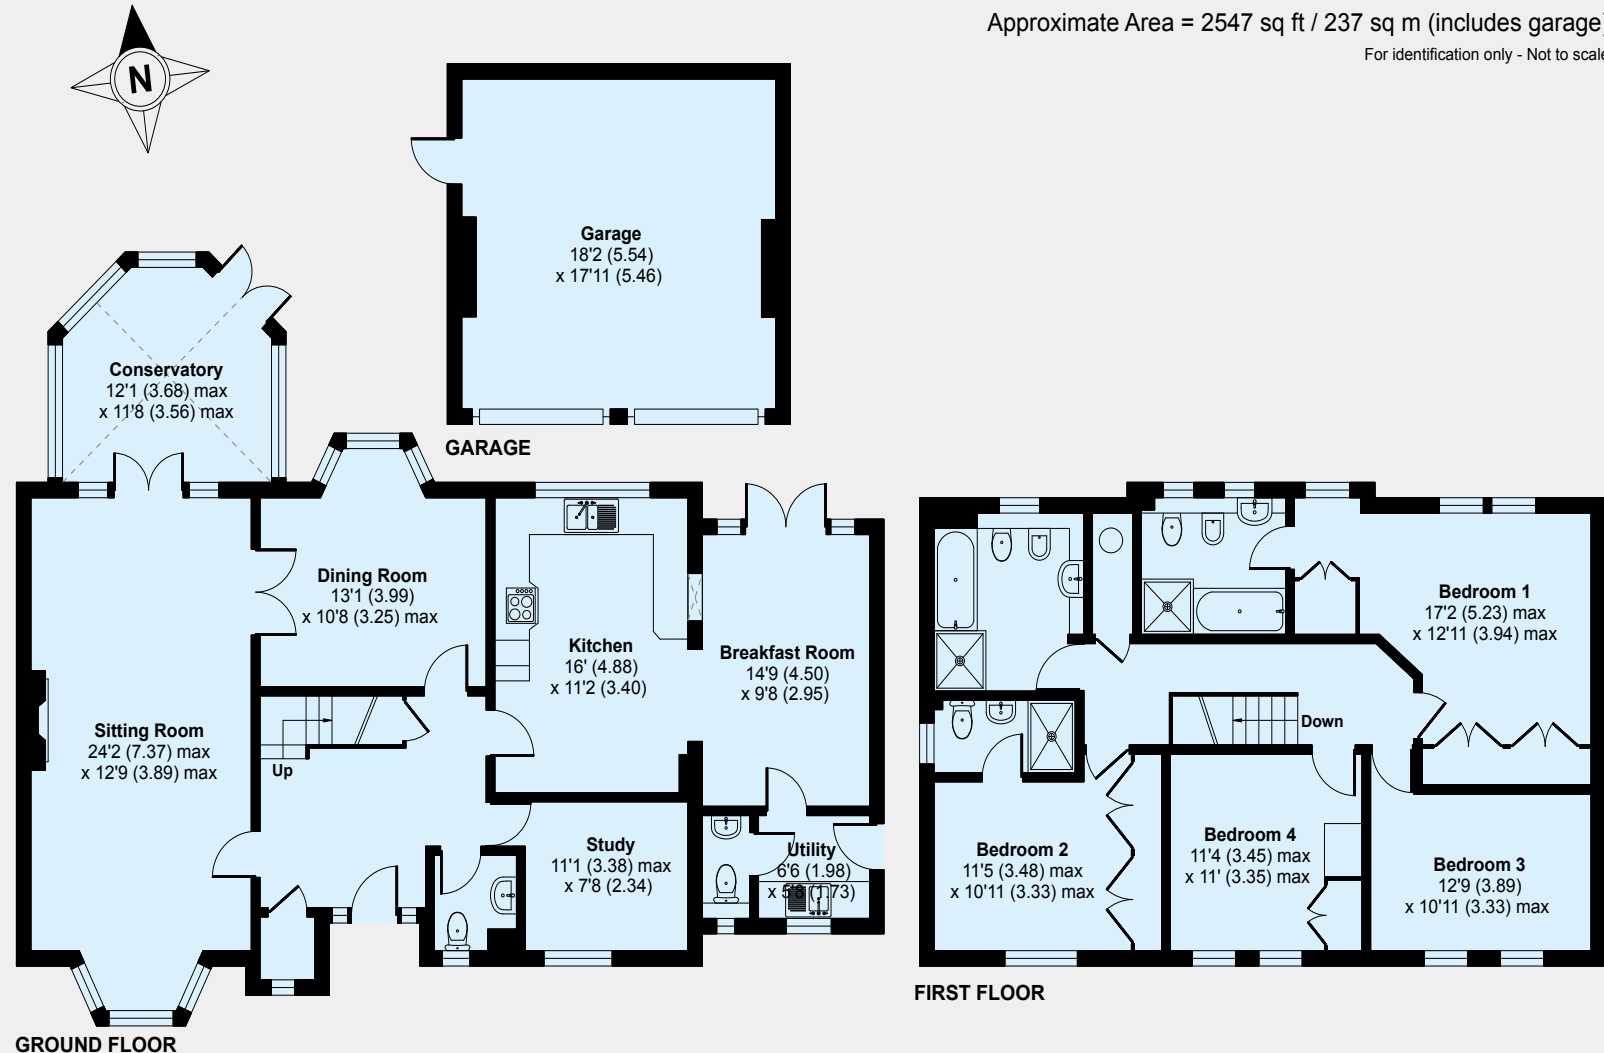 Approximate Area = 2547 sq ft / 237 sq m (includes garage)
For identification only - Not to scale
N
Garage
18'2 (5.54)
x 17'11 (5.46)
GARAGE
Conservatory
12'1 (3.68) max
x 11'8 (3.56) max
Dining Room
13'1 (3.99)
x 10'8 (3.25) max
Kitchen
16' (4.88)
x 11'2 (3.40)
Breakfast Room
14'9 (4.50)
x 9'8 (2.95)
Sitting Room
24'2 (7.37) max
x 12'9 (3.89) max
Up
Study
11'1 (3.38) max
x 7'8 (2.34)
Utility
6'6 (1.98)
x 5'8 (1.73)
GROUND FLOOR
Bedroom 1
17'2 (5.23) max
x 12'11 (3.94) max
Down
Bedroom 2
11'5 (3.48) max
x 10'11 (3.33) max
Bedroom 4
11'4 (3.45) max
x 11' (3.35) max
Bedroom 3
12'9 (3.89)
x 10'11 (3.33) max
FIRST FLOOR